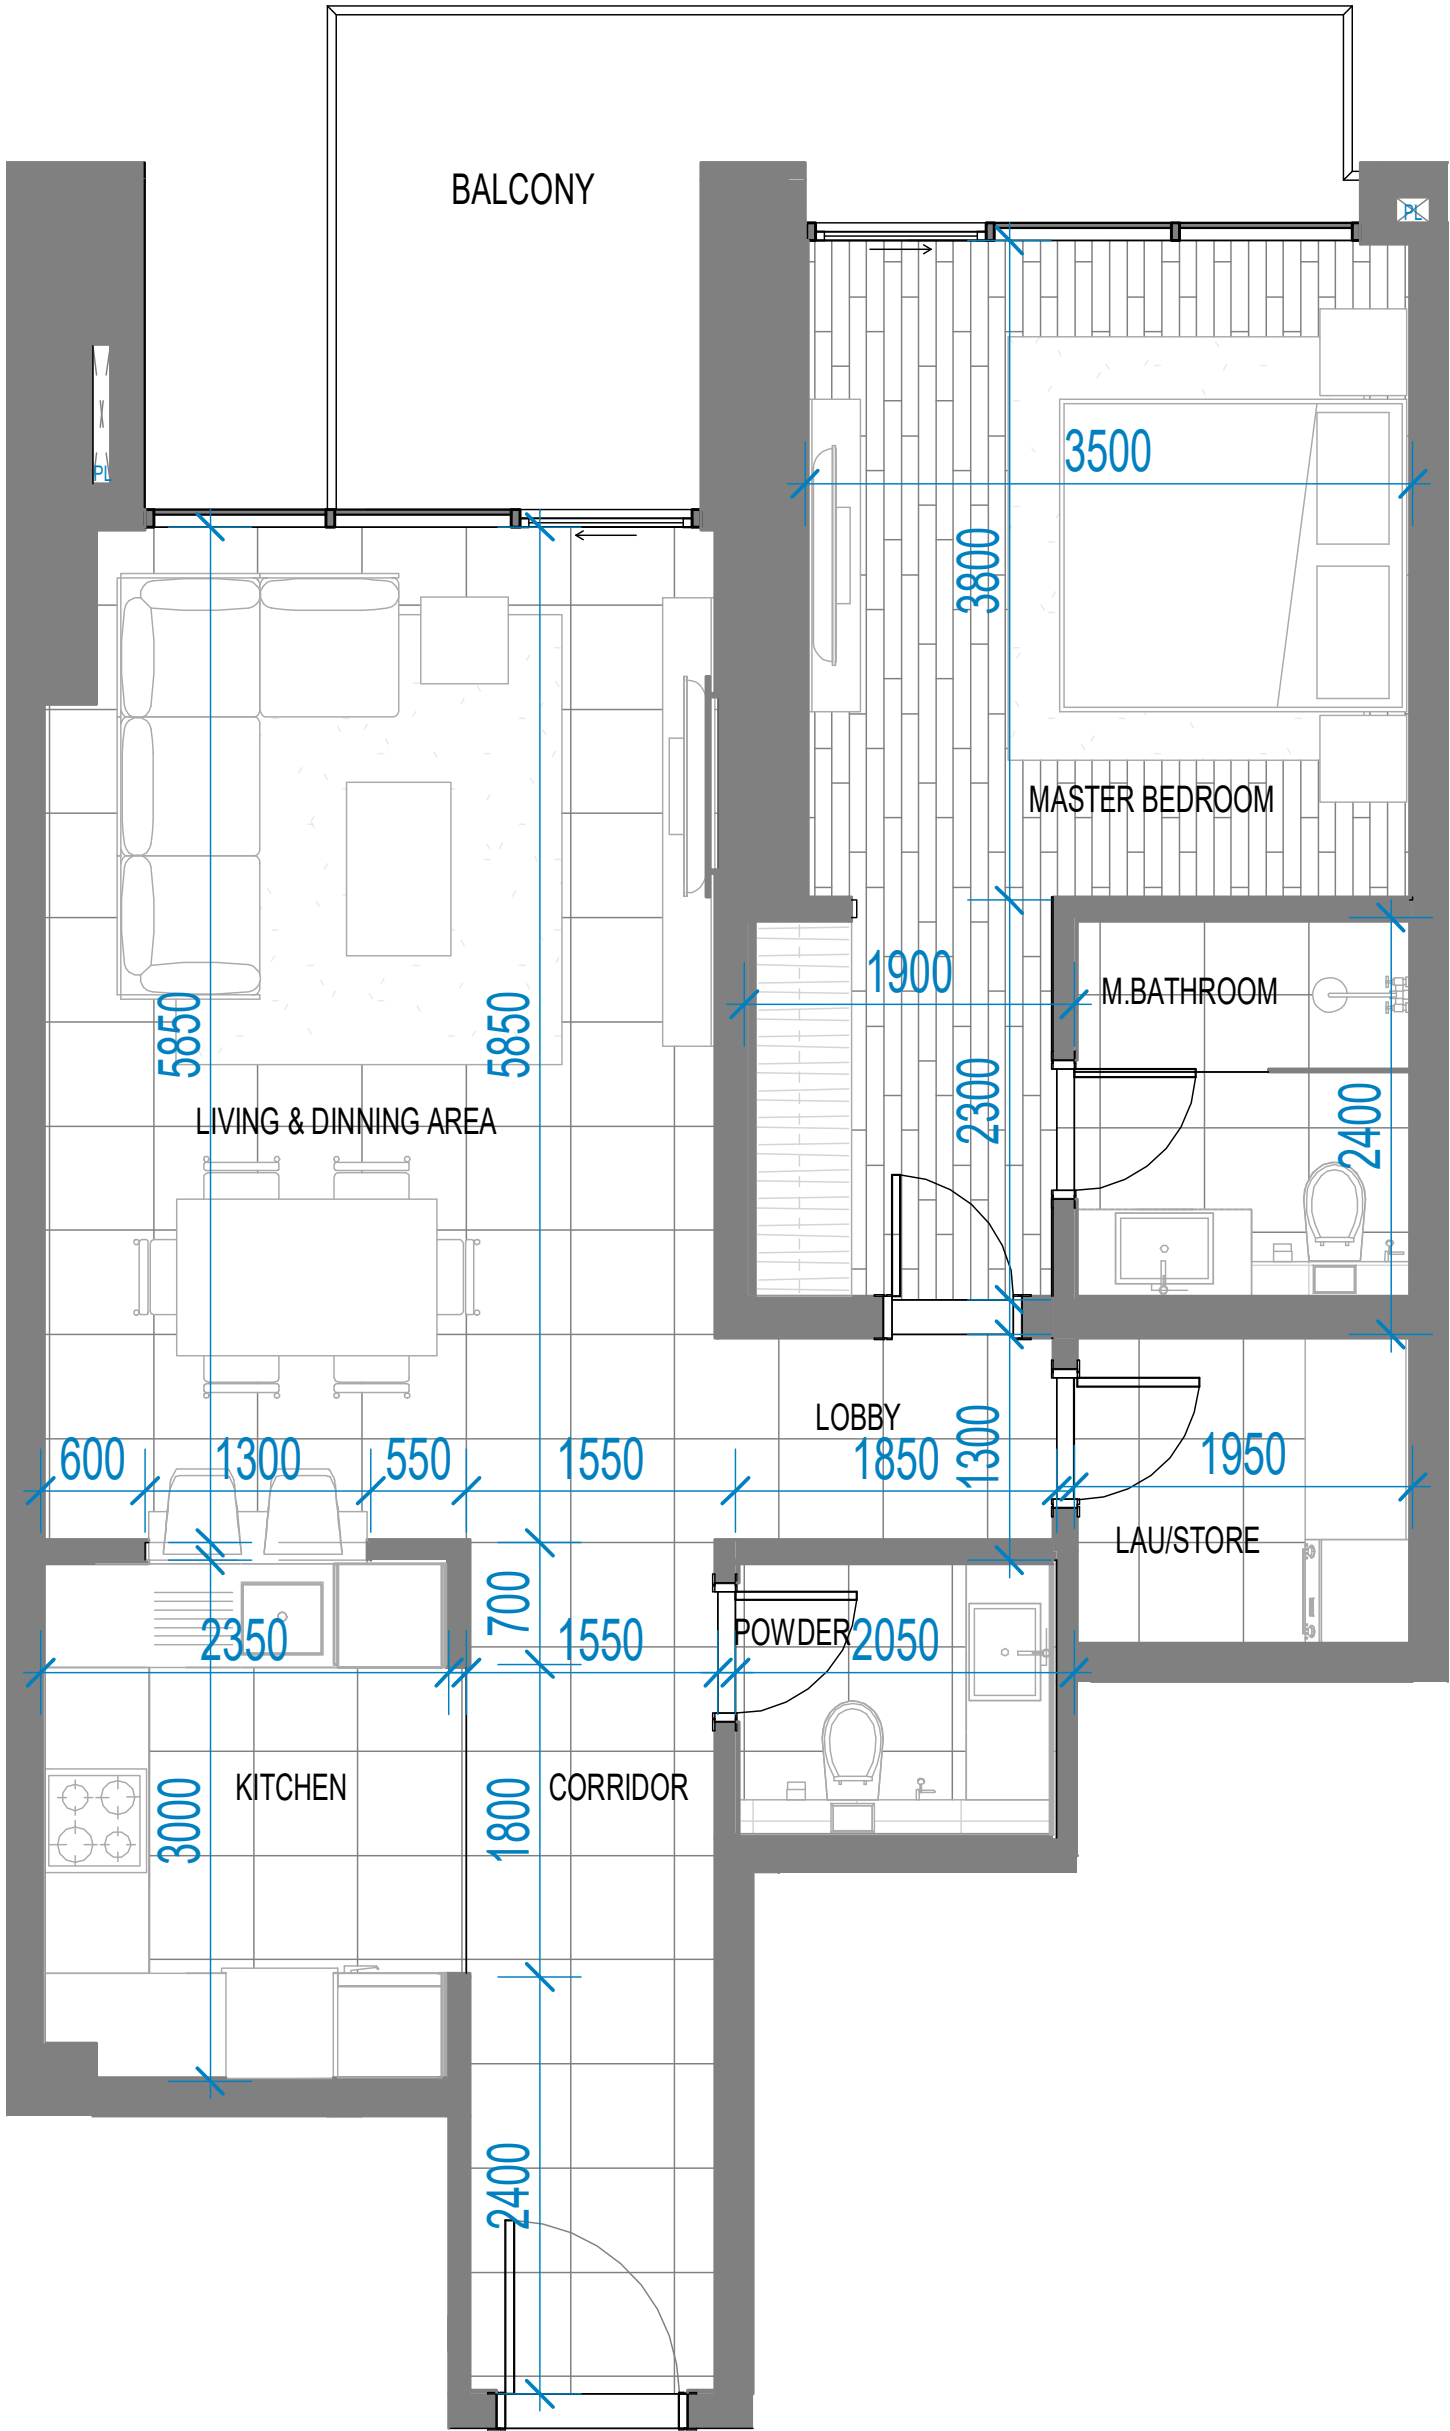 BALCONY
PL
PL
3500
3800
MASTER BEDROOM
1900
M.BATHROOM
5850
5850
2300
2400
LIVING & DINNING AREA
LOBBY
600
1300
550
1550
1850
1300
1950
LAU/STORE
700
2350
1550
POWDER
2050
KITCHEN
CORRIDOR
3000
1800
2400